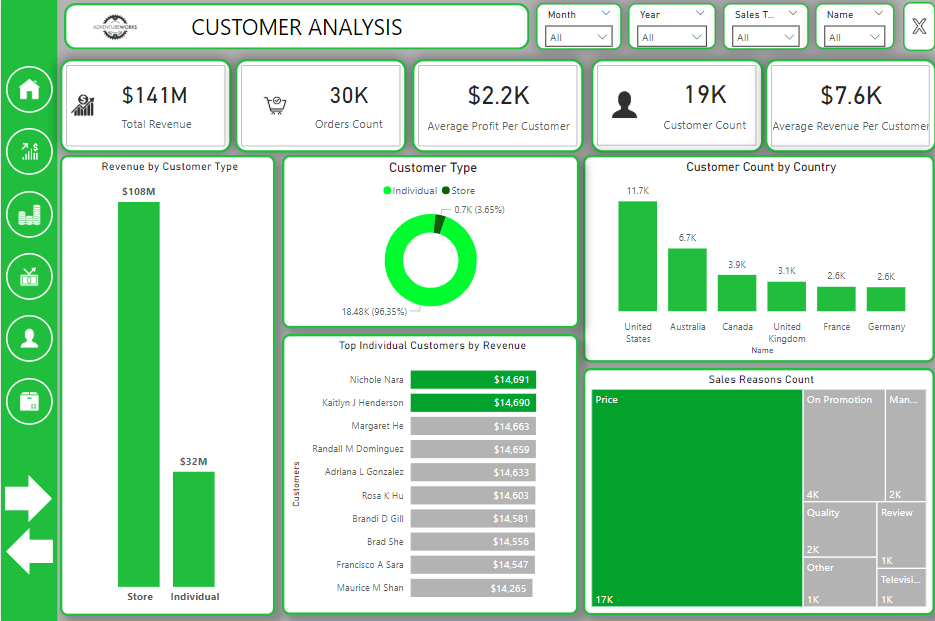 ADVENTUREWORKS
CUSTOMER ANALYSIS
Month
All
Year
All
Sales T...
All
Name
All
$141M
Total Revenue
30K
Orders Count
$2.2K
Average Profit Per Customer
19K
Customer Count
$7.6K
Average Revenue Per Customer
Revenue by Customer Type
$108M
$32M
Store
Individual
Customer Type
Individual
Store
0.7K (3.65%)
18.48K (96.35%)
Top Individual Customers by Revenue
Customers
Nichole Nara $14,691
Kaitlyn J Henderson $14,690
Margaret He $14,663
Randall M Dominguez $14,659
Adriana L Gonzalez $14,633
Rosa K Hu $14,603
Brandi D Gill $14,581
Brad She $14,556
Francisco A Sara $14,547
Maurice M Shan $14,265
Customer Count by Country
11.7K
6.7K
3.9K
3.1K
2.6K
2.6K
United
States
Australia
Canada
United
Kingdom
France
Germany
Name
Sales Reasons Count
Price
17K
On Promotion
4K
Man...
2K
Quality
2K
Review
1K
Other
1K
Televisi...
1K